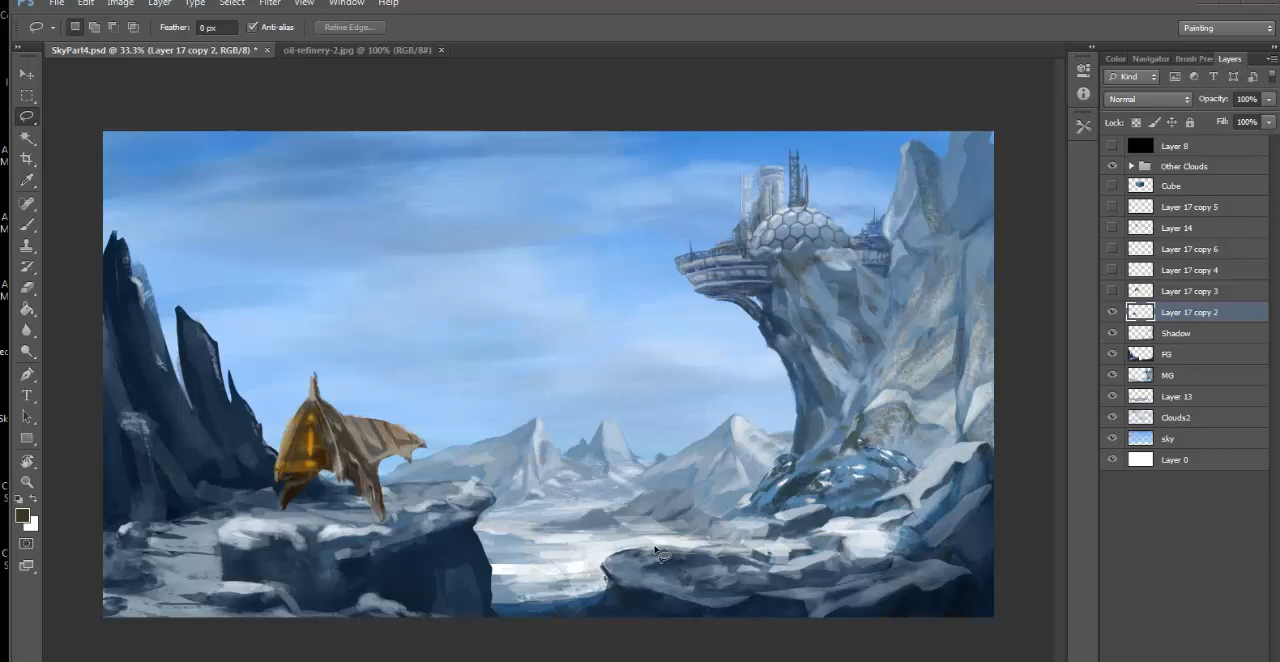 PS File Edit Image Layer Type Select Filter View Window Help
Feather: 0 px Anti-alias Refine Edge... Painting
SkyPart4.psd @ 33.3% (Layer 17 copy 2, RGB/8) * × oil-refinery-2.jpg @ 100% (RGB/8#) ×
Color Navigator Brush Pre Layers
Kind
Normal Opacity: 100%
Lock: Fill: 100%
Layer 8
Other Clouds
Cube
Layer 17 copy 5
Layer 14
Layer 17 copy 6
Layer 17 copy 4
Layer 17 copy 3
Layer 17 copy 2
Shadow
FG
MG
Layer 13
Clouds2
sky
Layer 0